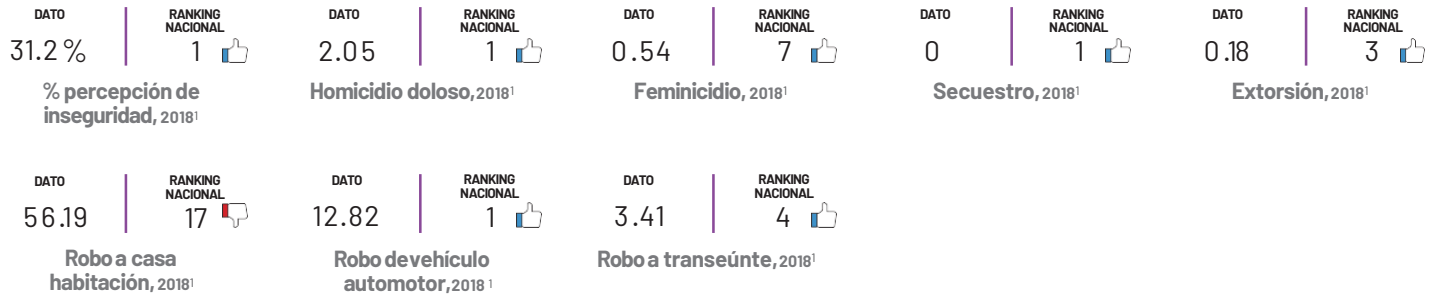 DATO
RANKING
NACIONAL
31.2 %
1
% percepción de
inseguridad, 2018¹
DATO
RANKING
NACIONAL
2.05
1
Homicidio doloso, 2018¹
DATO
RANKING
NACIONAL
0.54
7
Feminicidio, 2018¹
DATO
RANKING
NACIONAL
0
1
Secuestro, 2018¹
DATO
RANKING
NACIONAL
0.18
3
Extorsión, 2018¹
DATO
RANKING
NACIONAL
56.19
17
Robo a casa
habitación, 2018¹
DATO
RANKING
NACIONAL
12.82
1
Robo de vehículo
automotor, 2018 ¹
DATO
RANKING
NACIONAL
3.41
4
Robo a transeúnte, 2018¹